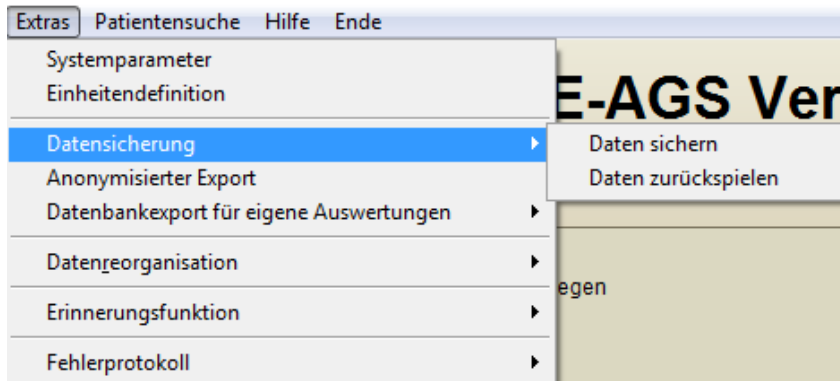 Extras Patientensuche Hilfe Ende
Systemparameter
Einheitendefinition
E-AGS Ver
Datensicherung
Daten sichern
Anonymisierter Export
Daten zurückspielen
Datenbankexport für eigene Auswertungen
Datenreorganisation
egen
Erinnerungsfunktion
Fehlerprotokoll